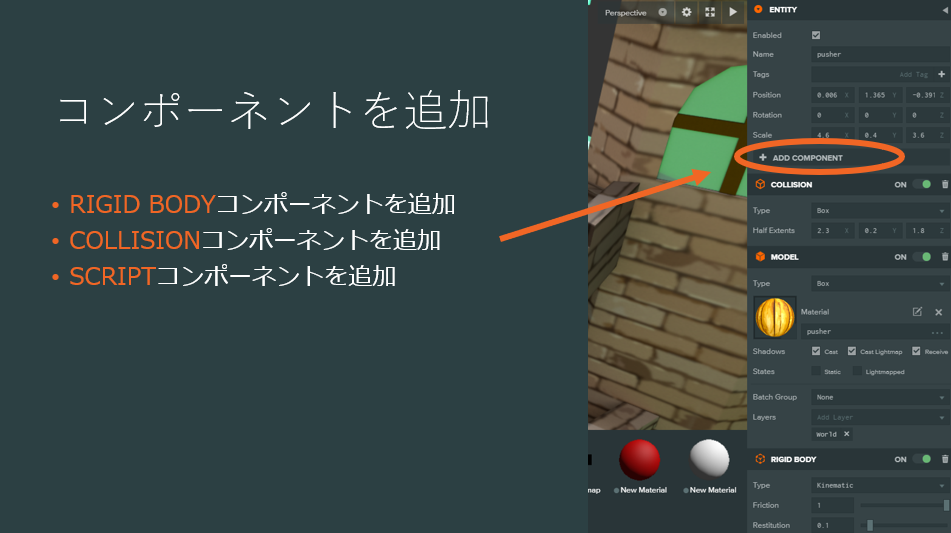 コンポーネントを追加
• RIGID BODYコンポーネントを追加
• COLLISIONコンポーネントを追加
• SCRIPTコンポーネントを追加
Perspective
map
New Material
New Material
ENTITY
Enabled
Name pusher
Tags Add Tag +
Position 0.006 X 1.365 Y -0.391 Z
Rotation 0 X 0 Y 0 Z
Scale 4.6 X 0.4 Y 3.6 Z
+ ADD COMPONENT
COLLISION ON
Type Box
Half Extents 2.3 X 0.2 Y 1.8 Z
MODEL ON
Type Box
Material
pusher ...
Shadows Cast Cast Lightmap Receive
States Static Lightmapped
Batch Group None
Layers Add Layer
World ×
RIGID BODY ON
Type Kinematic
Friction 1
Restitution 0.1